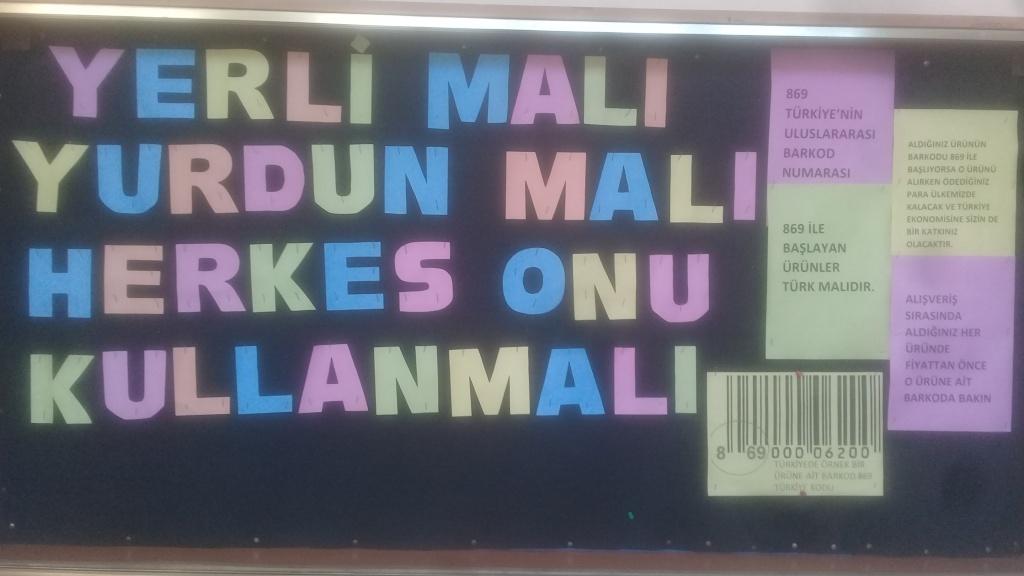 YERLİ MALI
YURDUN MALI
HERKES ONU
KULLANMALI
869
TÜRKİYE'NİN
ULUSLARARASI
BARKOD
NUMARASI
869 İLE
BAŞLAYAN
ÜRÜNLER
TÜRK MALIDIR.
ALDIĞINIZ ÜRÜNÜN
BARKODU 869 İLE
BAŞLIYORSA O ÜRÜNÜ
ALIRKEN ÖDEDİĞİNİZ
PARA ÜLKEMİZDE
KALACAK VE TÜRKİYE
EKONOMİSİNE SİZİN DE
BİR KATKINIZ
OLACAKTIR.
ALIŞVERİŞ
SIRASINDA
ALDIĞINIZ HER
ÜRÜNDE
FİYATTAN ÖNCE
O ÜRÜNE AİT
BARKODA BAKIN
8 69000 06200
TÜRKİYEDE ÖRNEK BİR
ÜRÜNE AİT BARKOD.869
TÜRKİYE KODU